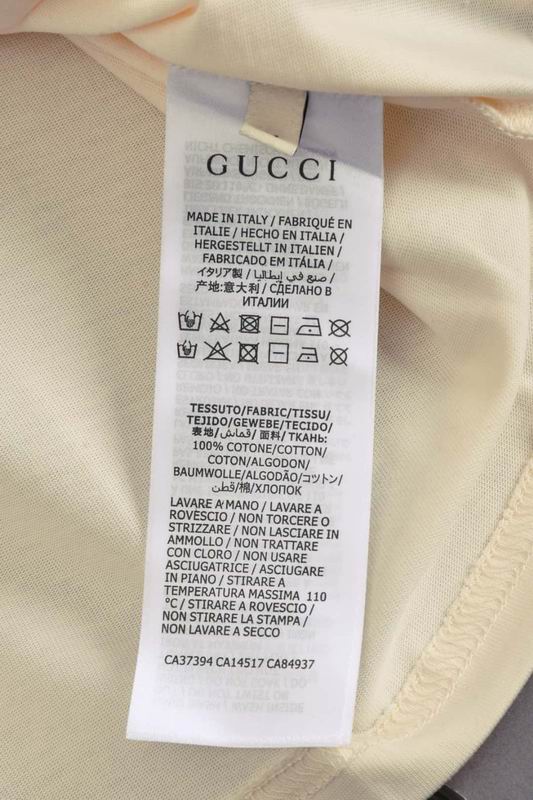 GUCCI
MADE IN ITALY / FABRIQUÉ EN
ITALIE / HECHO EN ITALIA /
HERGESTELLT IN ITALIEN /
FABRICADO EM ITÁLIA /
イタリア製 / صنع في إيطاليا /
产地:意大利 / СДЕЛАНО В
ИТАЛИИ
TESSUTO/FABRIC/TISSU/
TEJIDO/GEWEBE/TECIDO/
表地/قماش/ 面料/ ТКАНЬ:
100% COTONE/COTTON/
COTON/ALGODON/
BAUMWOLLE/ALGODÃO/コットン/
قطن/棉/ХЛОПОК
LAVARE A MANO / LAVARE A
ROVESCIO / NON TORCERE O
STRIZZARE / NON LASCIARE IN
AMMOLLO / NON TRATTARE
CON CLORO / NON USARE
ASCIUGATRICE / ASCIUGARE
IN PIANO / STIRARE A
TEMPERATURA MASSIMA 110
°C / STIRARE A ROVESCIO /
NON STIRARE LA STAMPA /
NON LAVARE A SECCO
CA37394 CA14517 CA84937